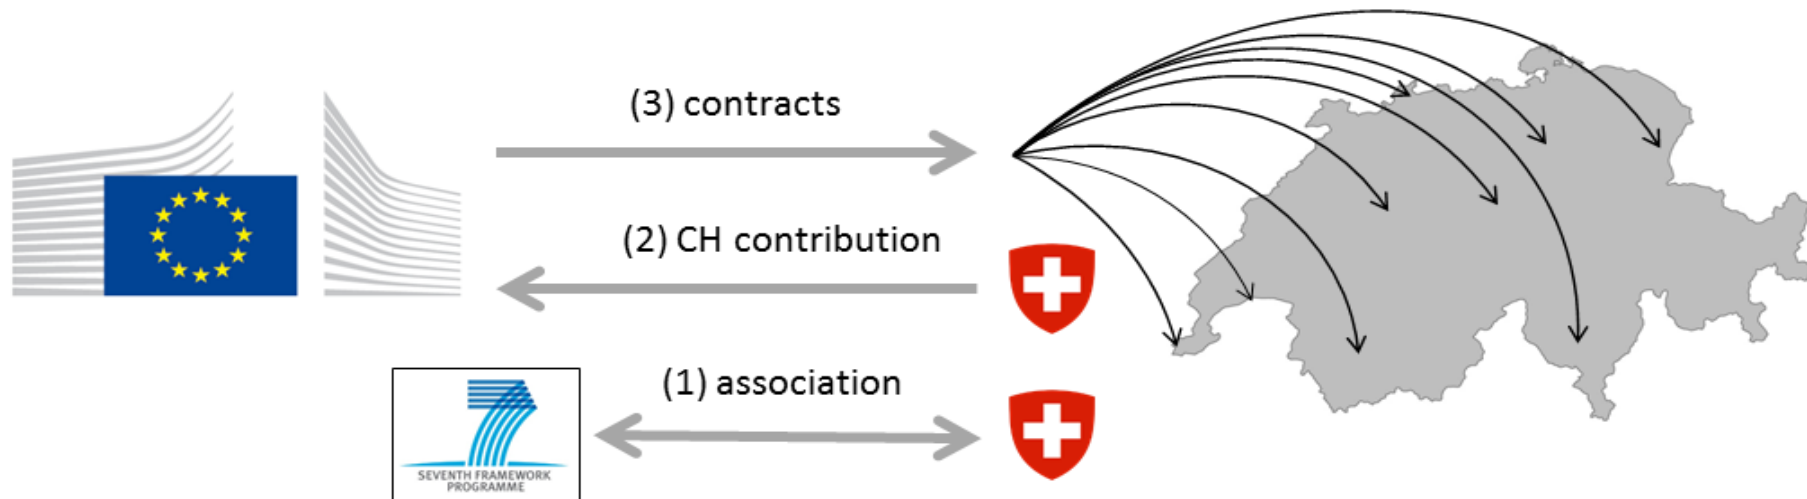 (3) contracts
(2) CH contribution
(1) association
SEVENTH FRAMEWORK
PROGRAMME